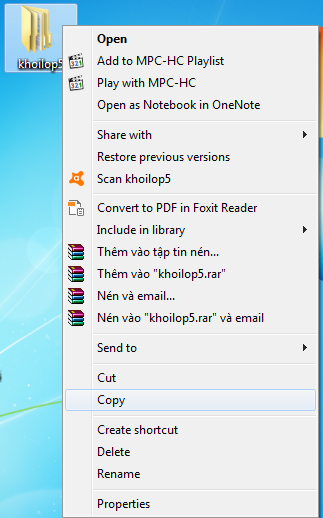 khoilop5
Open
Add to MPC-HC Playlist
Play with MPC-HC
Open as Notebook in OneNote
Share with
Restore previous versions
Scan khoilop5
Convert to PDF in Foxit Reader
Include in library
Thêm vào tập tin nén...
Thêm vào "khoilop5.rar"
Nén và email...
Nén vào "khoilop5.rar" và email
Send to
Cut
Copy
Create shortcut
Delete
Rename
Properties